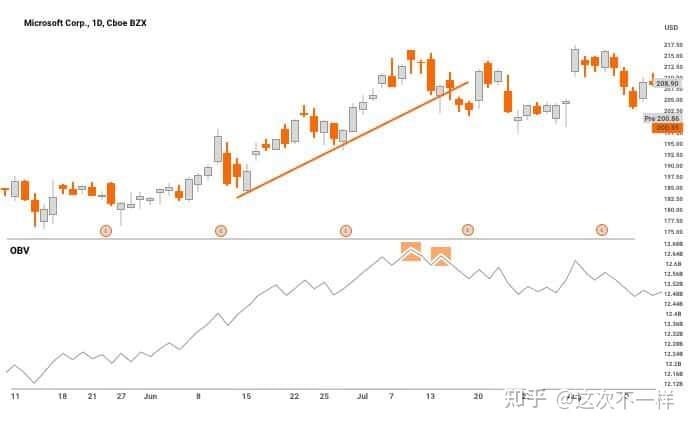 Microsoft Corp., 1D, Cboe BZX
USD
217.50
215.00
212.50
208.90
207.50
205.00
202.50
Pre 200.86
200.55
197.50
195.00
192.50
190.00
187.50
185.00
182.50
180.00
177.50
175.00
12.68B
OBV
12.64B
12.6B
12.56B
12.52B
12.48B
12.44B
12.4B
12.36B
12.32B
12.28B
12.24B
12.2B
12.16B
12.12B
11 18 21 27 Jun 8 15 22 25 Jul 7 13 20
知乎 @这次不一样